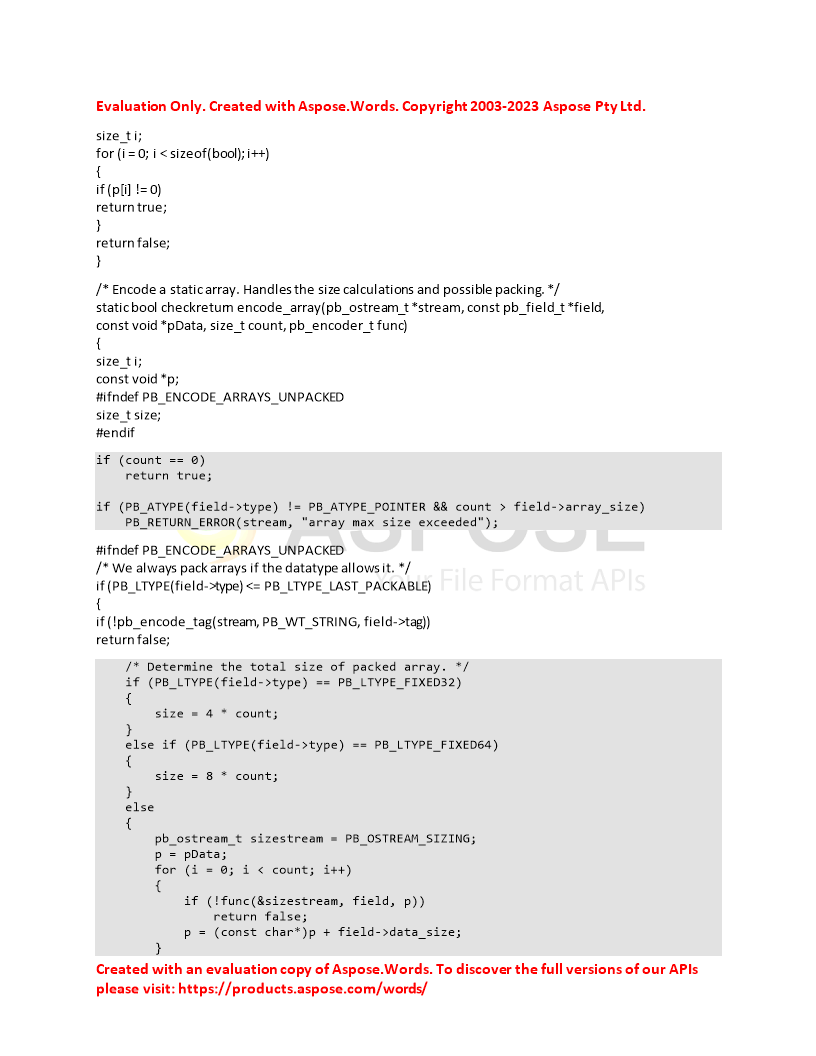 Evaluation Only. Created with Aspose.Words. Copyright 2003-2023 Aspose Pty Ltd.
size_t i;
for (i = 0; i < sizeof(bool); i++)
{
if (p[i] != 0)
return true;
}
return false;
}
/* Encode a static array. Handles the size calculations and possible packing. */
static bool checkreturn encode_array(pb_ostream_t *stream, const pb_field_t *field,
const void *pData, size_t count, pb_encoder_t func)
{
size_t i;
const void *p;
#ifndef PB_ENCODE_ARRAYS_UNPACKED
size_t size;
#endif
if (count == 0)
    return true;
if (PB_ATYPE(field->type) != PB_ATYPE_POINTER && count > field->array_size)
    PB_RETURN_ERROR(stream, "array max size exceeded");
ASPOSE
#ifndef PB_ENCODE_ARRAYS_UNPACKED
/* We always pack arrays if the datatype allows it. */
if (PB_LTYPE(field->type) <= PB_LTYPE_LAST_PACKABLE)
Your File Format APIs
{
if (!pb_encode_tag(stream, PB_WT_STRING, field->tag))
return false;
    /* Determine the total size of packed array. */
    if (PB_LTYPE(field->type) == PB_LTYPE_FIXED32)
    {
        size = 4 * count;
    }
    else if (PB_LTYPE(field->type) == PB_LTYPE_FIXED64)
    {
        size = 8 * count;
    }
    else
    {
        pb_ostream_t sizestream = PB_OSTREAM_SIZING;
        p = pData;
        for (i = 0; i < count; i++)
        {
            if (!func(&sizestream, field, p))
                return false;
            p = (const char*)p + field->data_size;
        }
Created with an evaluation copy of Aspose.Words. To discover the full versions of our APIs
please visit: https://products.aspose.com/words/